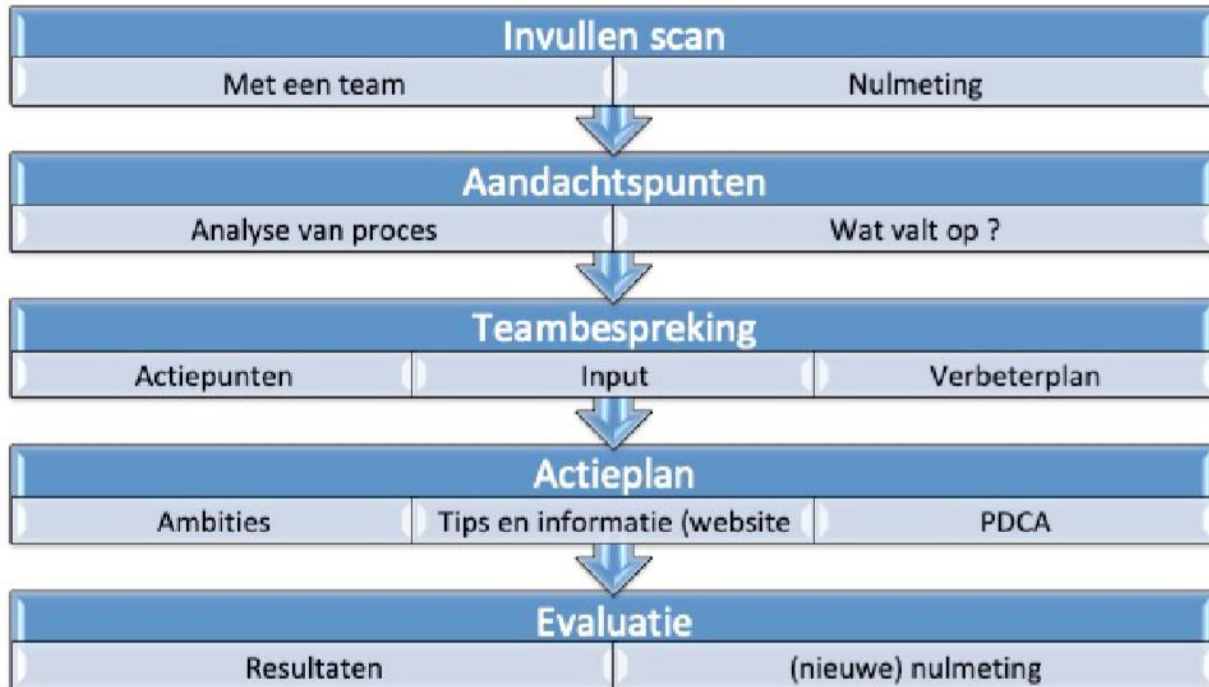 Invullen scan
Met een team Nulmeting
Aandachtspunten
Analyse van proces Wat valt op ?
Teambespreking
Actiepunten Input Verbeterplan
Actieplan
Ambities Tips en informatie (website PDCA
Evaluatie
Resultaten (nieuwe) nulmeting